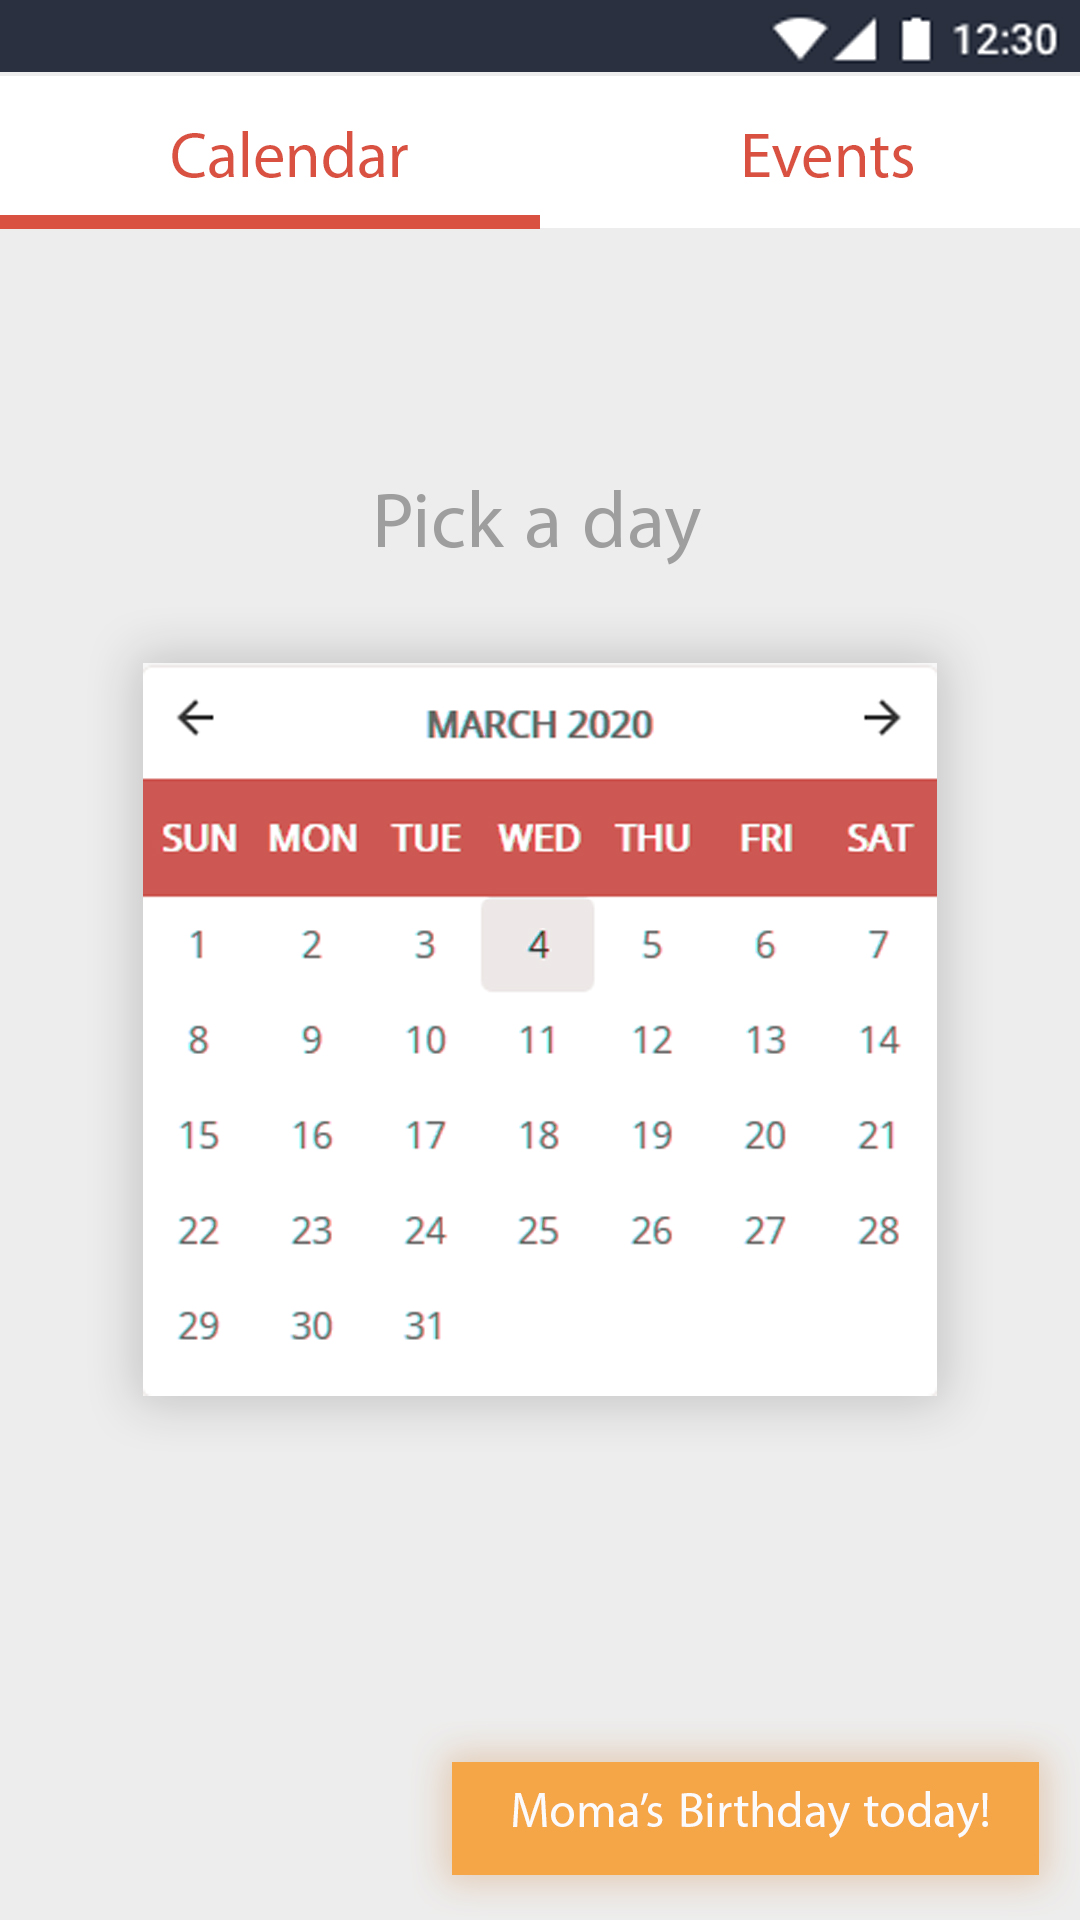 12:30
Calendar Events
Pick a day
MARCH 2020
SUN MON TUE WED THU FRI SAT
1 2 3 4 5 6 7
8 9 10 11 12 13 14
15 16 17 18 19 20 21
22 23 24 25 26 27 28
29 30 31
Moma's Birthday today!